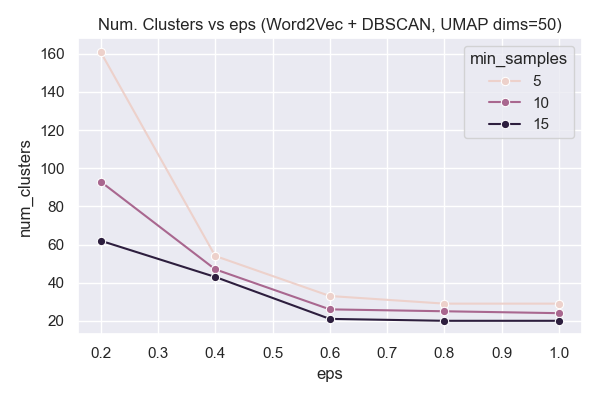 Num. Clusters vs eps (Word2Vec + DBSCAN, UMAP dims=50)
min_samples
5
10
15
num_clusters
160
140
120
100
80
60
40
20
0.2 0.3 0.4 0.5 0.6 0.7 0.8 0.9 1.0
eps